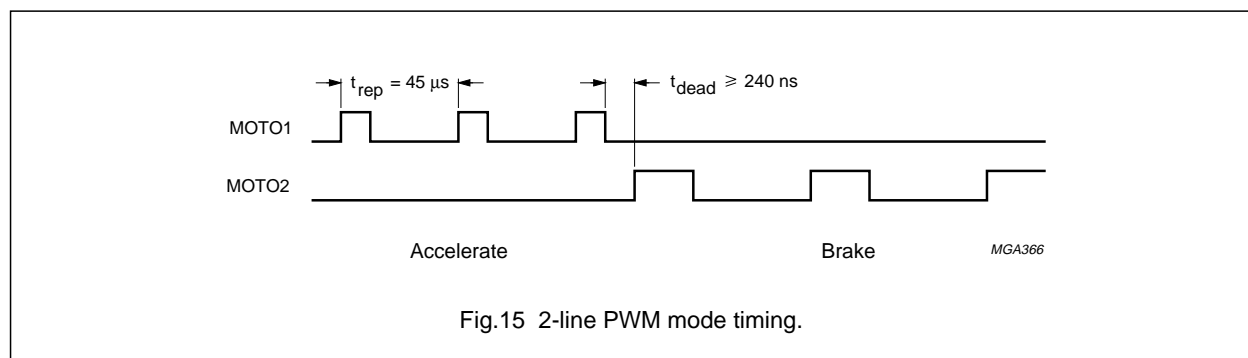 t_rep = 45 μs
t_dead ≥ 240 ns
MOTO1
MOTO2
Accelerate
Brake
MGA366
Fig.15 2-line PWM mode timing.